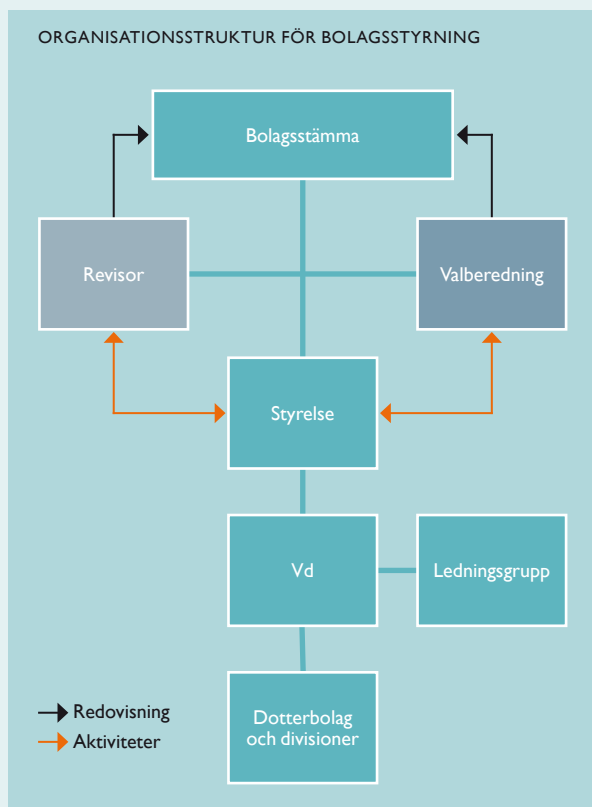 ORGANISATIONSSTRUKTUR FÖR BOLAGSSTYRNING
Bolagsstämma
Revisor
Valberedning
Styrelse
Vd
Ledningsgrupp
Dotterbolag
och divisioner
Redovisning
Aktiviteter